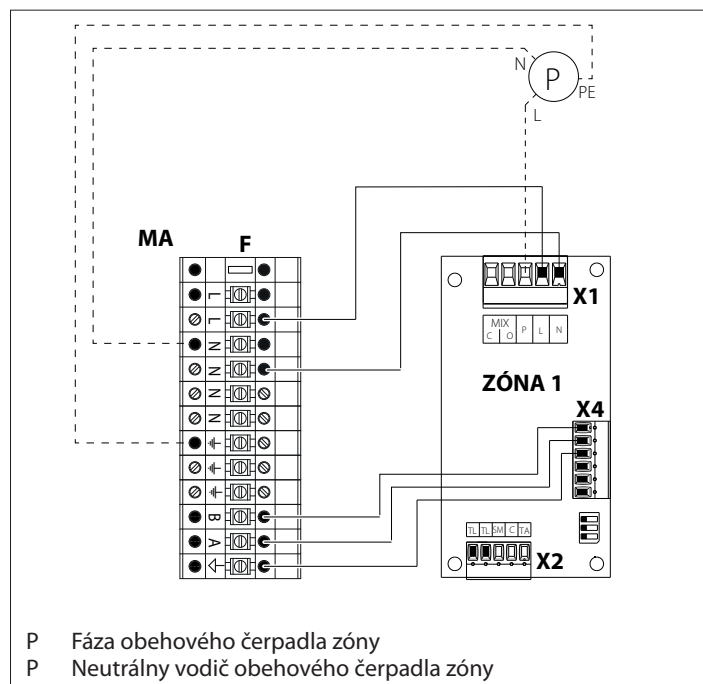 N
P
PE
L
MA
F
L
L
N
N
N
N
B
A
X1
MIX
C O P L N
ZÓNA 1
X4
TL TL SM C TA
X2
P Fáza obehového čerpadla zóny
P Neutrálny vodič obehového čerpadla zóny